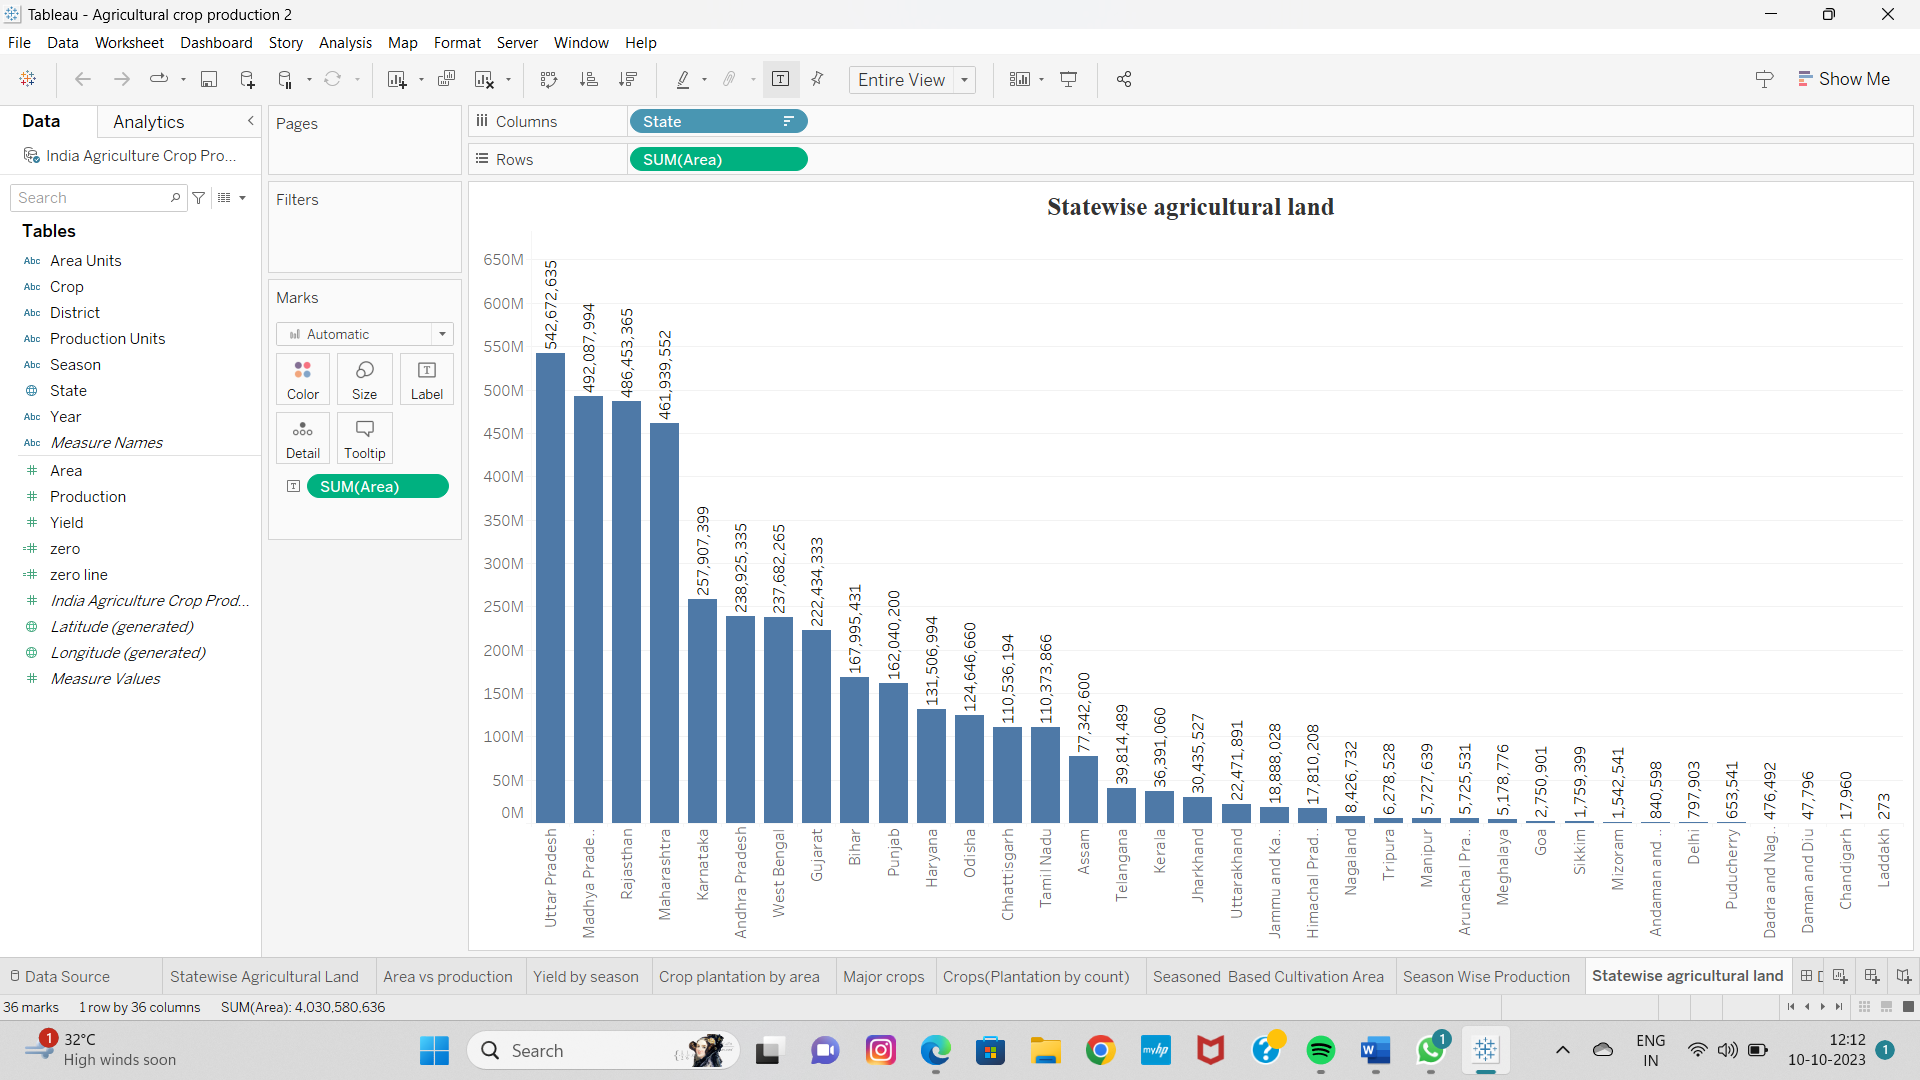 Tableau - Agricultural crop production 2
File Data Worksheet Dashboard Story Analysis Map Format Server Window Help
Entire View
Show Me
Data Analytics
India Agriculture Crop Pro...
Search
Tables
Abc Area Units
Abc Crop
Abc District
Abc Production Units
Abc Season
State
Abc Year
Abc Measure Names
# Area
# Production
# Yield
=# zero
=# zero line
# India Agriculture Crop Prod...
Latitude (generated)
Longitude (generated)
# Measure Values
Pages
Filters
Marks
Automatic
Color Size Label
Detail Tooltip
SUM(Area)
Columns State
Rows SUM(Area)
Statewise agricultural land
650M
600M
550M
500M
450M
400M
350M
300M
250M
200M
150M
100M
50M
0M
542,672,635
492,087,994
486,453,365
461,939,552
257,907,399
238,925,335
237,682,265
222,434,333
167,995,431
162,040,200
131,506,994
124,646,660
110,536,194
110,373,866
77,342,600
39,814,489
36,391,060
30,435,527
22,471,891
18,888,028
17,810,208
8,426,732
6,278,528
5,727,639
5,725,531
5,178,776
2,750,901
1,759,399
1,542,541
840,598
797,903
653,541
476,492
47,796
17,960
273
Uttar Pradesh
Madhya Prade..
Rajasthan
Maharashtra
Karnataka
Andhra Pradesh
West Bengal
Gujarat
Bihar
Punjab
Haryana
Odisha
Chhattisgarh
Tamil Nadu
Assam
Telangana
Kerala
Jharkhand
Uttarakhand
Jammu and Ka..
Himachal Prad..
Nagaland
Tripura
Manipur
Arunachal Pra..
Meghalaya
Goa
Sikkim
Mizoram
Andaman and ..
Delhi
Puducherry
Dadra and Nag..
Daman and Diu
Chandigarh
Laddakh
Data Source Statewise Agricultural Land Area vs production Yield by season Crop plantation by area Major crops Crops(Plantation by count) Seasoned Based Cultivation Area Season Wise Production Statewise agricultural land
36 marks 1 row by 36 columns SUM(Area): 4,030,580,636
1
32°C
High winds soon
Search
myhp
1
ENG
IN
12:12
10-10-2023
1